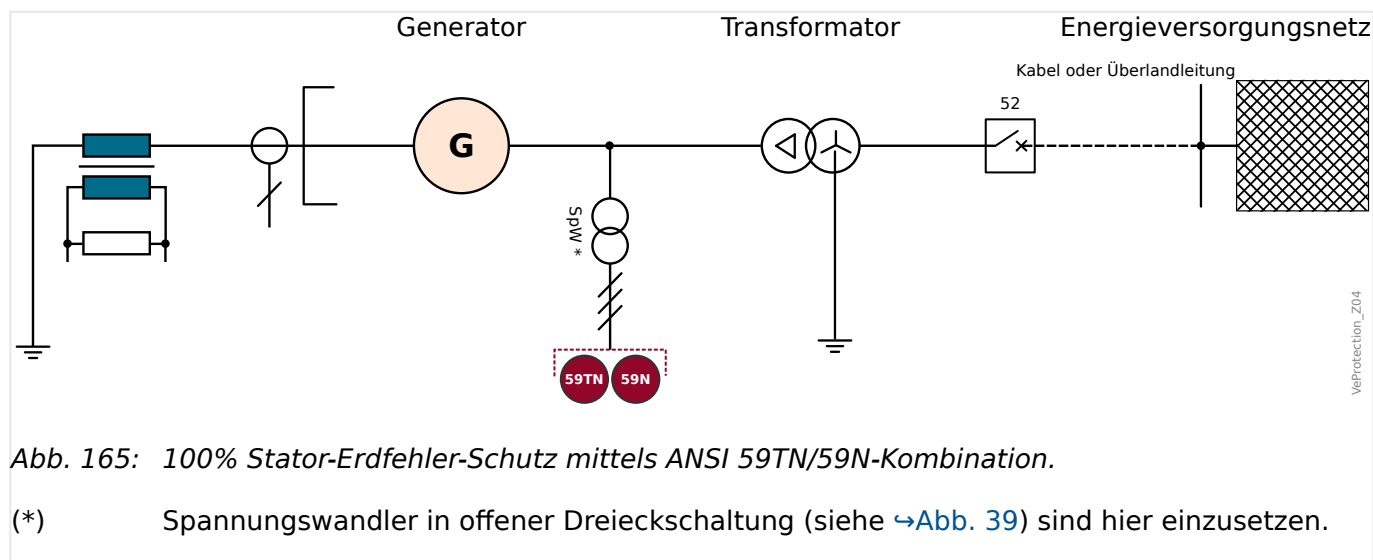 Generator Transformator Energieversorgungsnetz
Kabel oder Überlandleitung
52
G
SpW *
59TN 59N
VeProtection_Z04
Abb. 165: 100% Stator-Erdfehler-Schutz mittels ANSI 59TN/59N-Kombination.
(*) Spannungswandler in offener Dreieckschaltung (siehe ↪Abb. 39) sind hier einzusetzen.